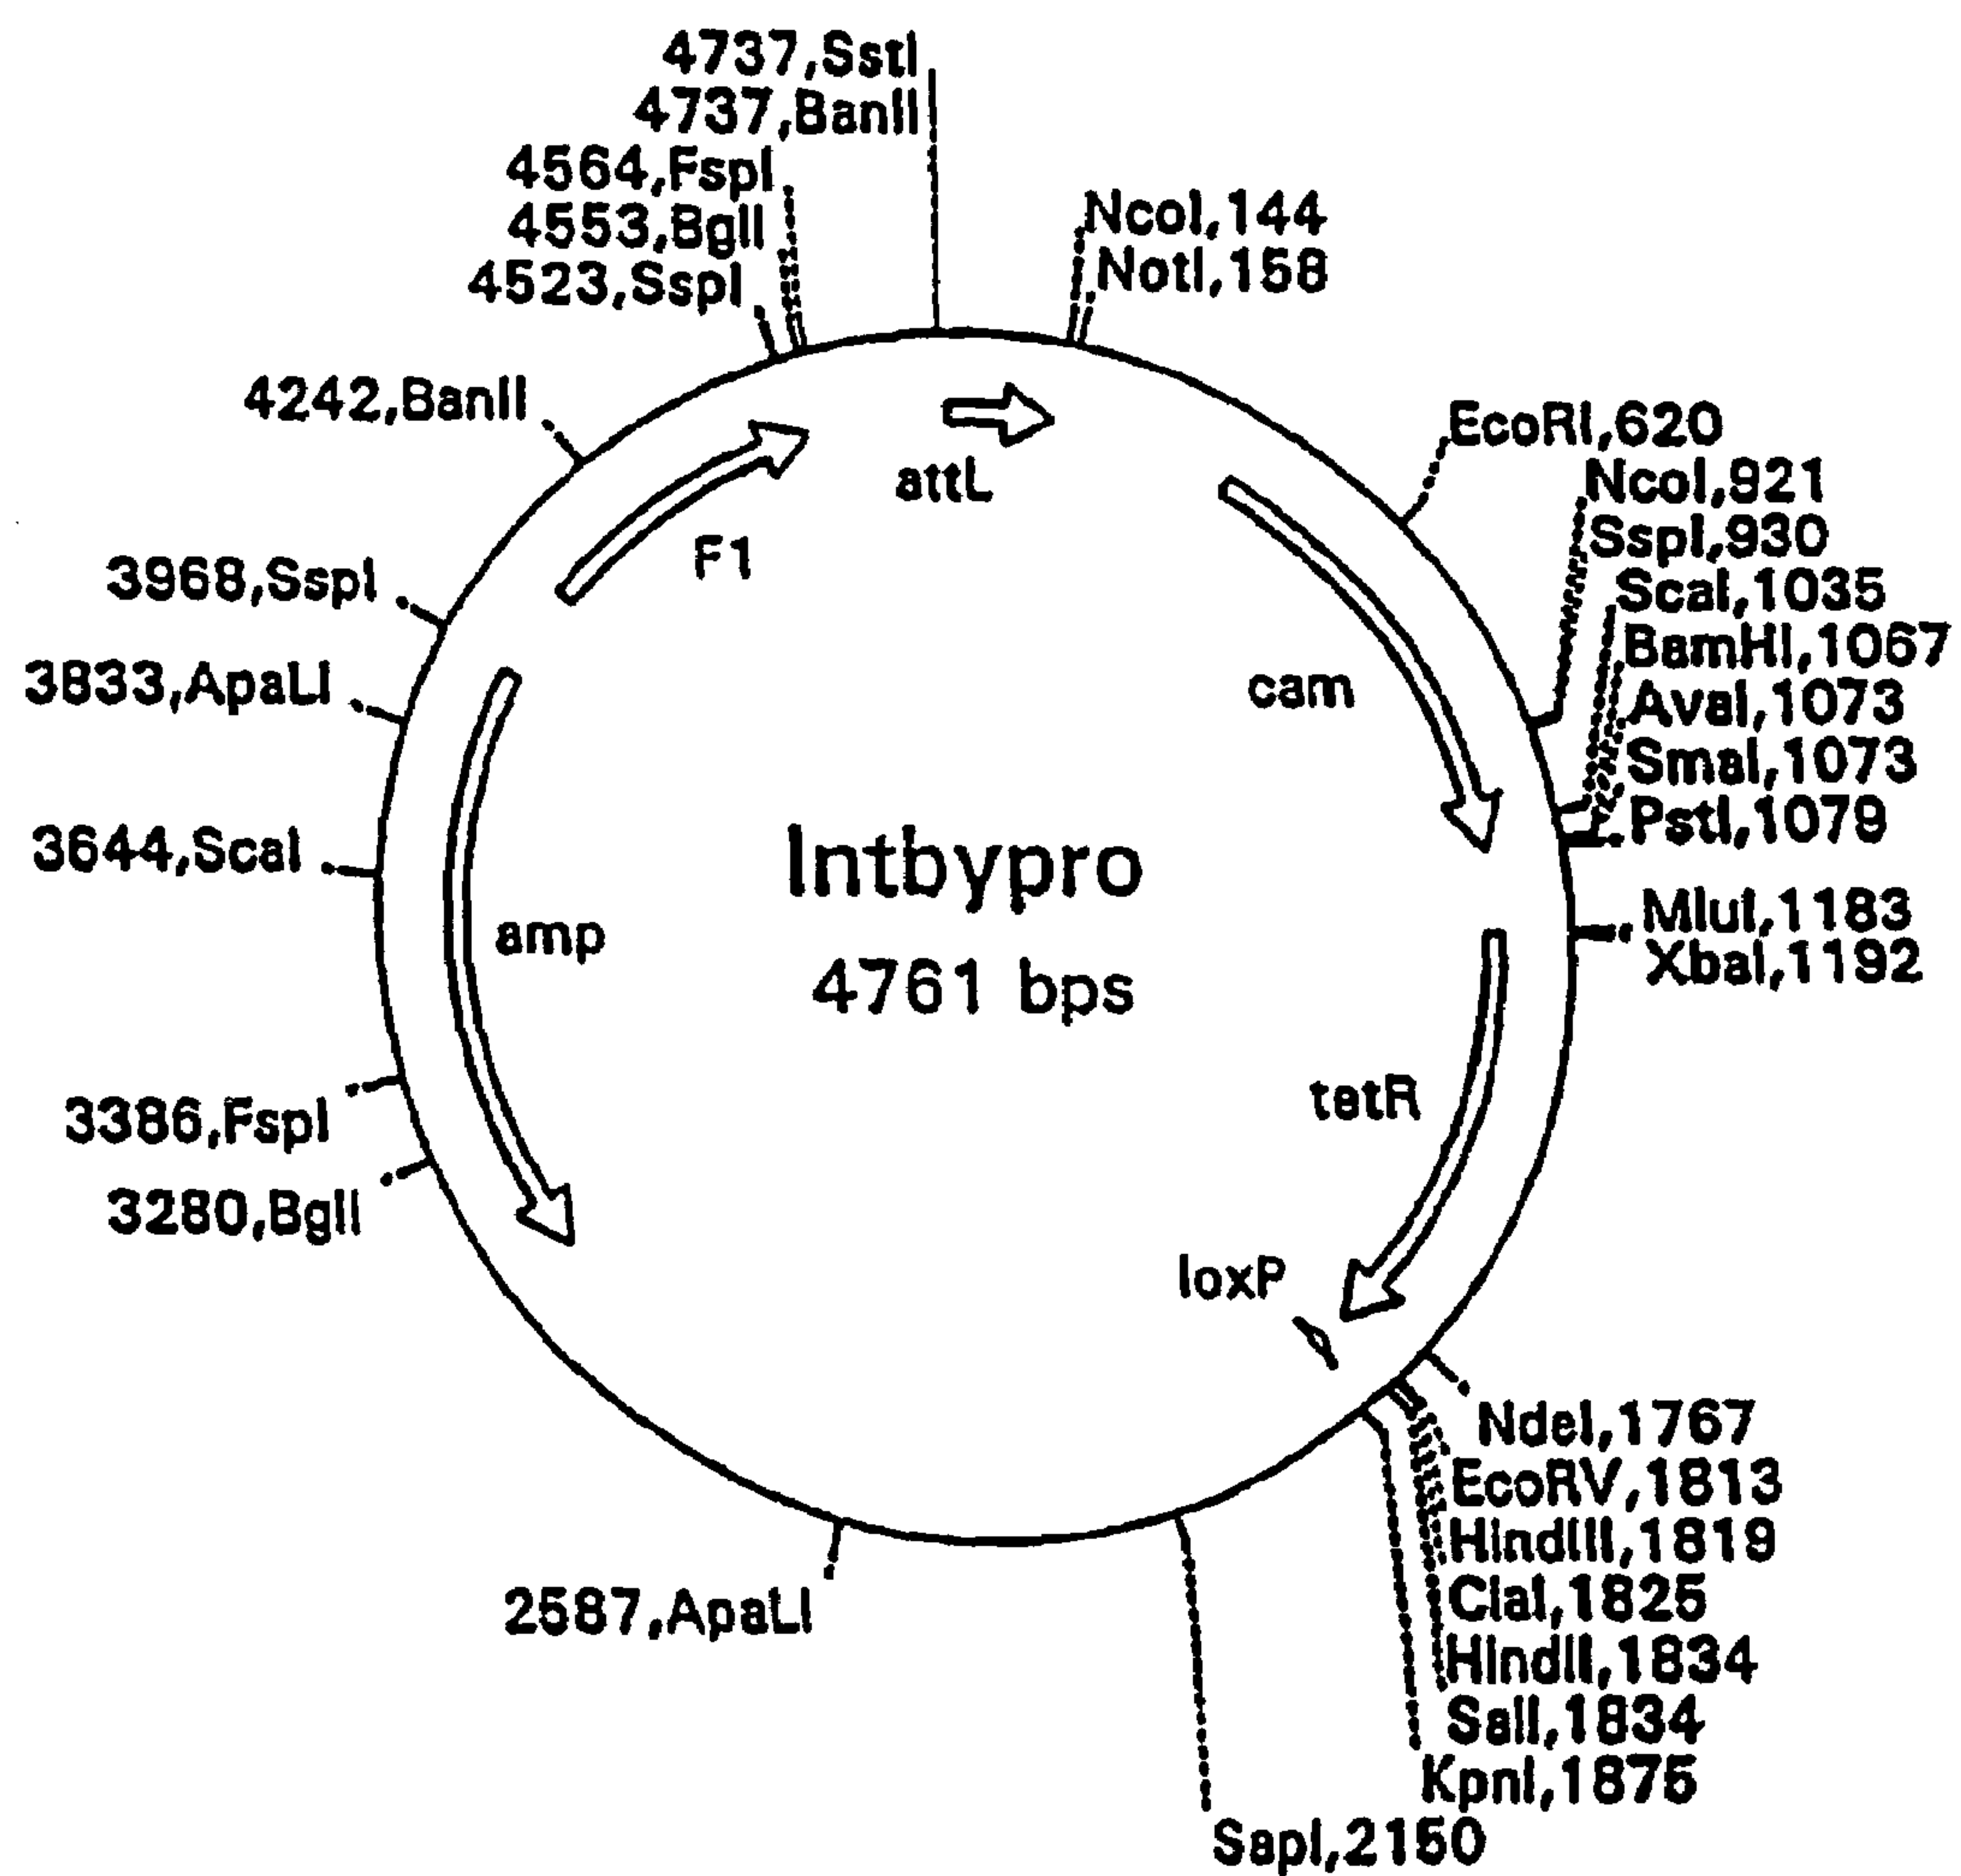 4737,SstI
4737,BanII
4564,FspI
4553,BglI
4523,SspI
4242,BanII
3968,SspI
3833,ApaLI
3644,ScaI
3386,FspI
3280,BglI
2587,ApaLI
NcoI,144
NotI,158
EcoRI,620
NcoI,921
SspI,930
ScaI,1035
BamHI,1067
AvaI,1073
SmaI,1073
PstI,1079
MluI,1183
XbaI,1192
NdeI,1767
EcoRV,1813
HindIII,1819
ClaI,1825
HindII,1834
SalI,1834
KpnI,1875
SapI,2150
attL
F1
cam
amp
tetR
loxP
Intbypro
4761 bps